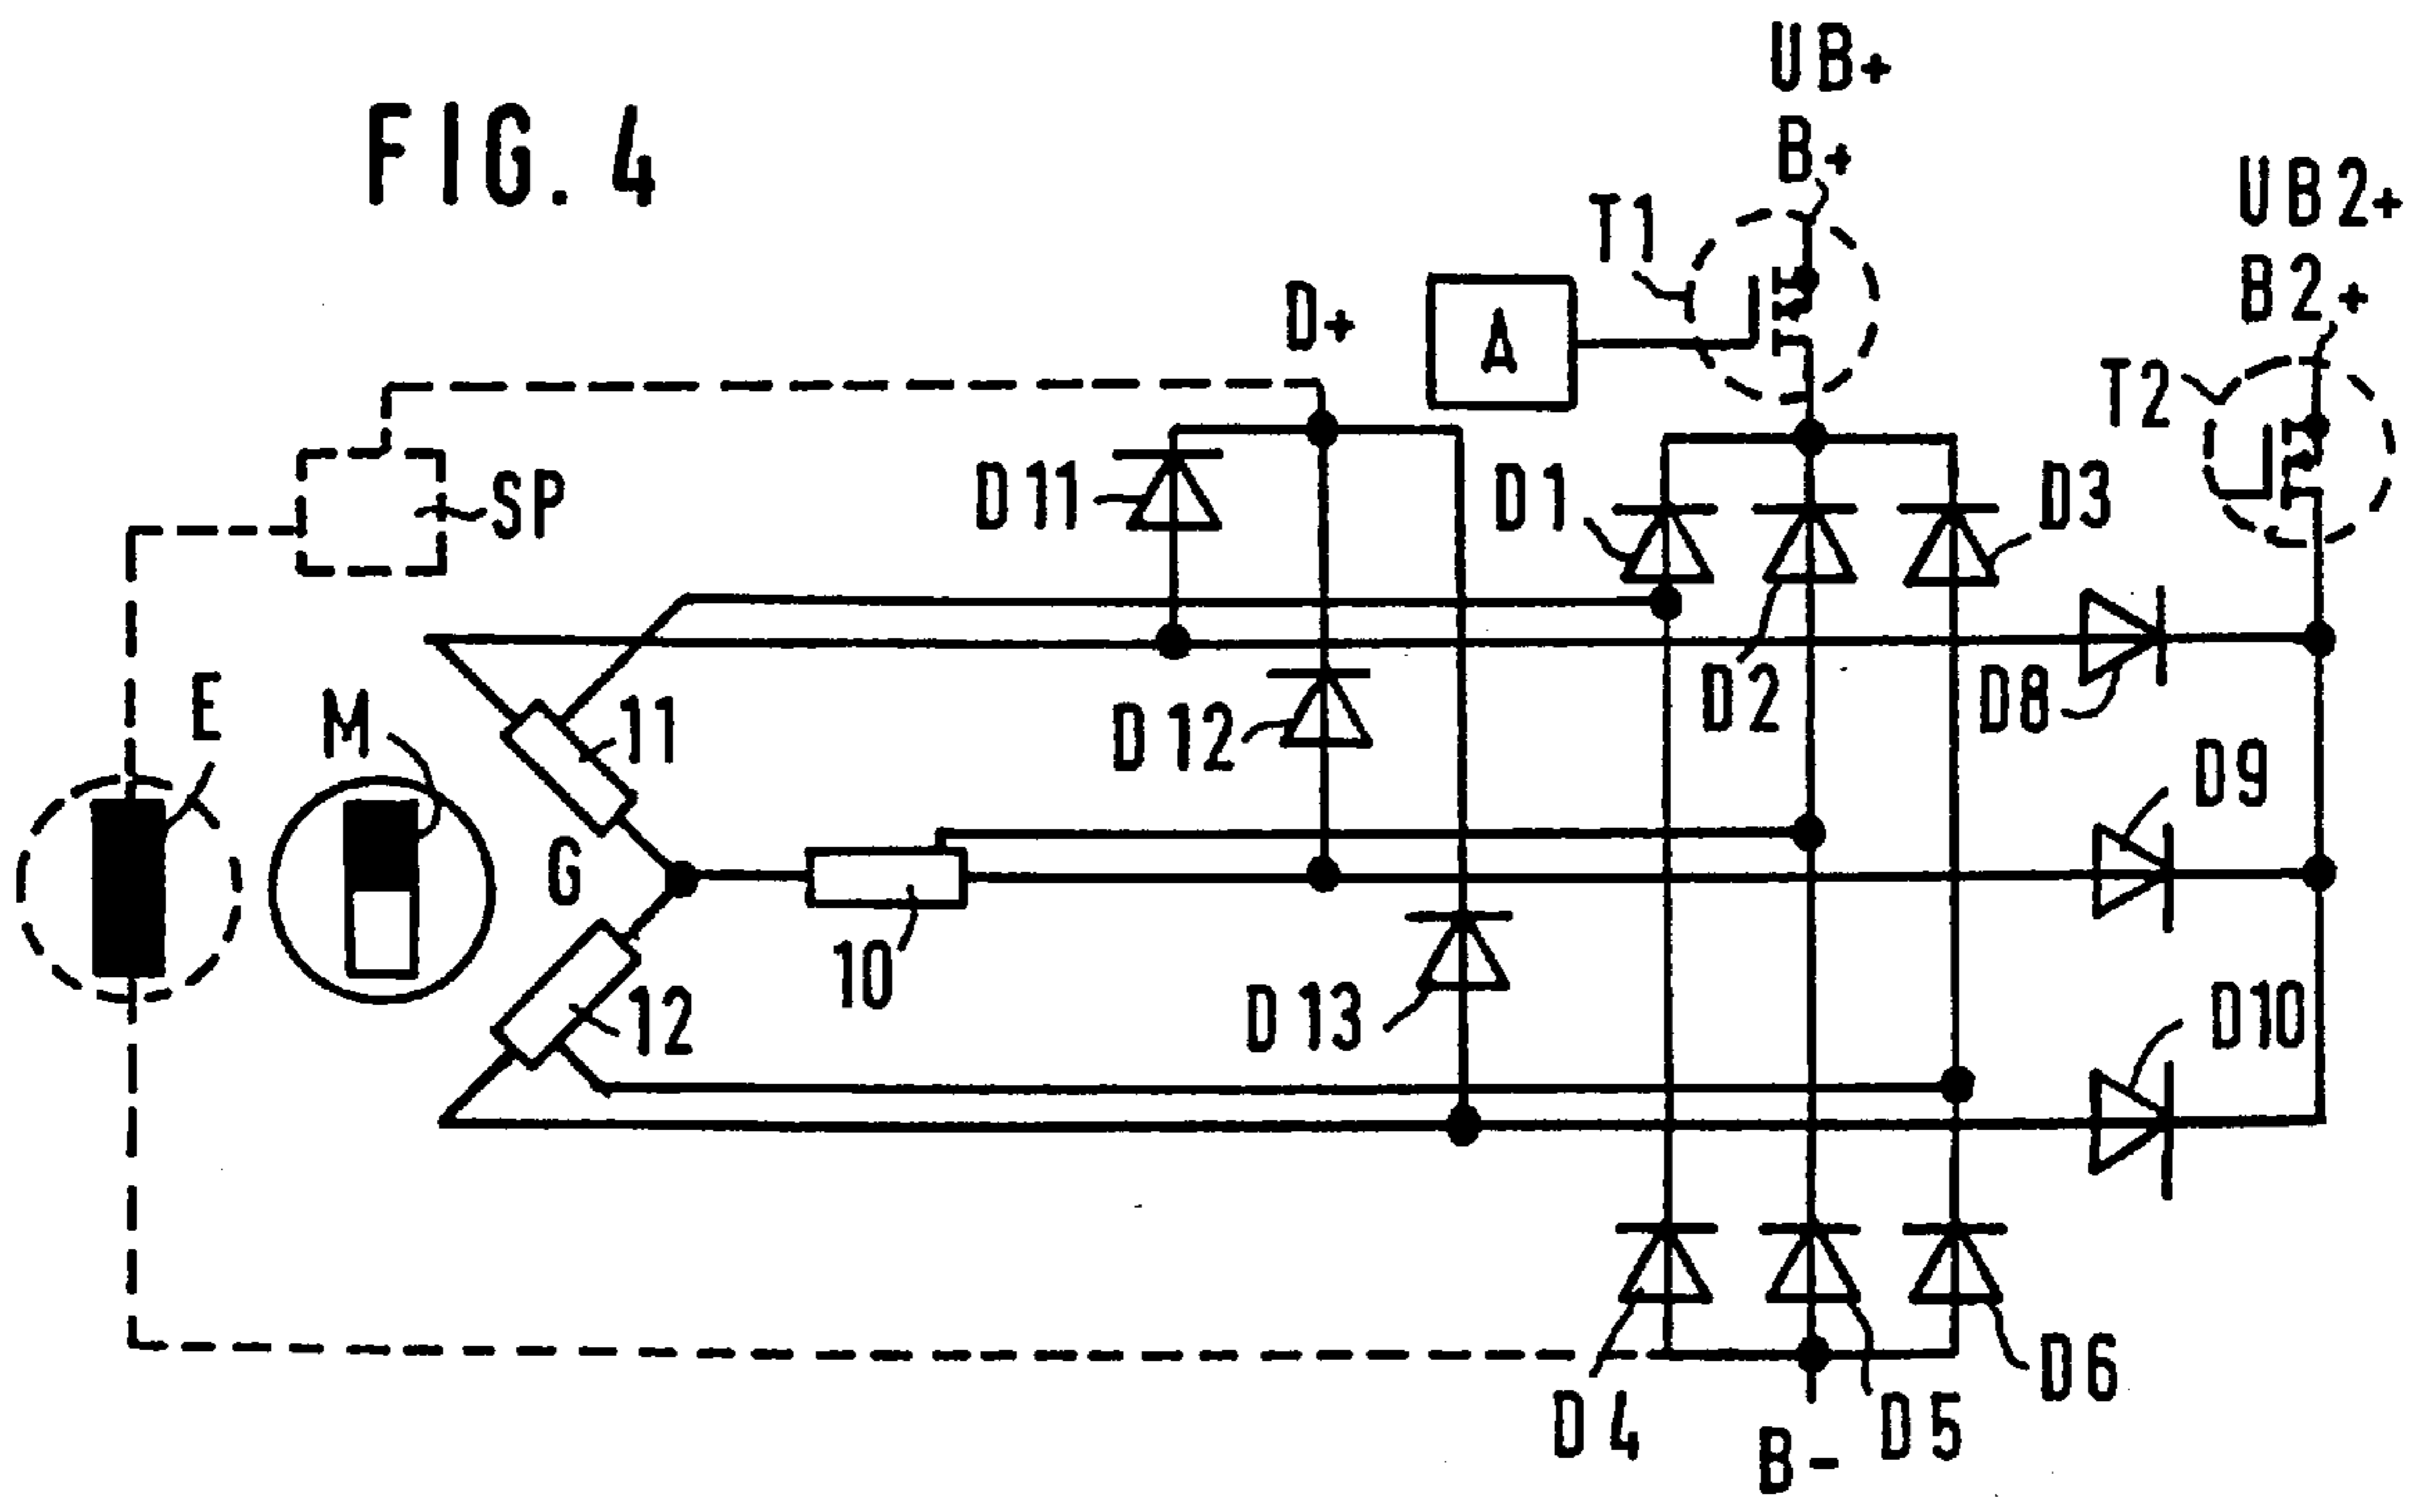 FIG. 4
UB+
B+
UB2+
B2+
T1
D+
A
T2
D11
SP
D1
D3
E
M
11
D12
D2
D8
D9
G
10
12
D13
D10
D4
B-
D5
D6